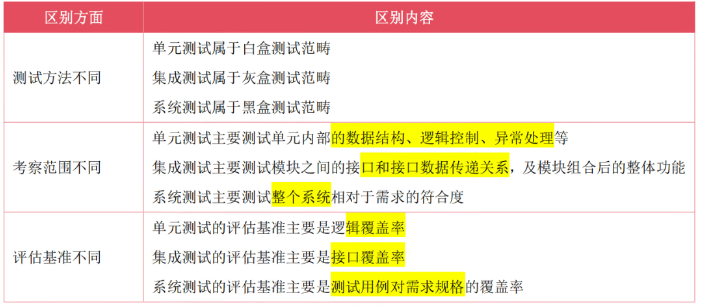 区别方面 区别内容
单元测试属于白盒测试范畴
测试方法不同 集成测试属于灰盒测试范畴
系统测试属于黑盒测试范畴
单元测试主要测试单元内部的数据结构、逻辑控制、异常处理等
考察范围不同 集成测试主要测试模块之间的接口和接口数据传递关系，及模块组合后的整体功能
系统测试主要测试整个系统相对于需求的符合度
单元测试的评估基准主要是逻辑覆盖率
评估基准不同 集成测试的评估基准主要是接口覆盖率
系统测试的评估基准主要是测试用例对需求规格的覆盖率